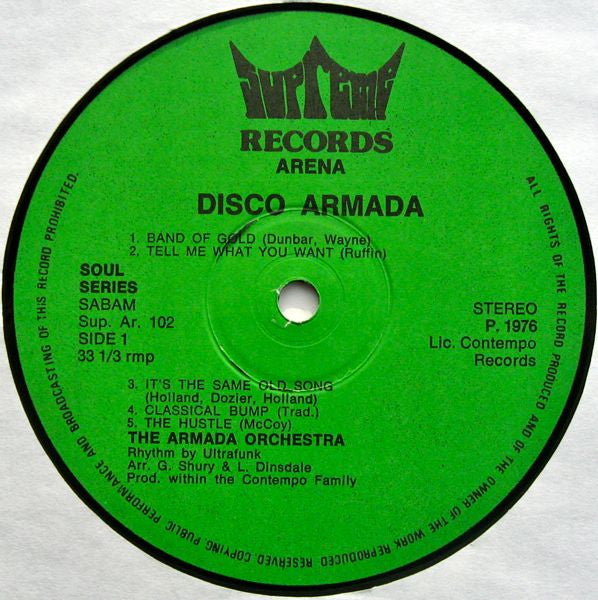 SUPREME
RECORDS
ARENA
DISCO ARMADA
1. BAND OF GOLD (Dunbar, Wayne)
2. TELL ME WHAT YOU WANT (Ruffin)
SOUL
SERIES
SABAM
Sup. Ar. 102
SIDE 1
33 1/3 rmp
STEREO
P. 1976
Lic. Contempo
Records
3. IT'S THE SAME OLD SONG
(Holland, Dozier, Holland)
4. CLASSICAL BUMP (Trad.)
5. THE HUSTLE (McCoy)
THE ARMADA ORCHESTRA
Rhythm by Ultrafunk
Arr. G. Shury & L. Dinsdale
Prod. within the Contempo Family
ALL RIGHTS OF THE RECORD PRODUCED AND OF THE OWNER OF THE WORK REPRODUCED RESERVED COPYING, PUBLIC PERFORMANCE AND BROADCASTING OF THIS RECORD PROHIBITED.